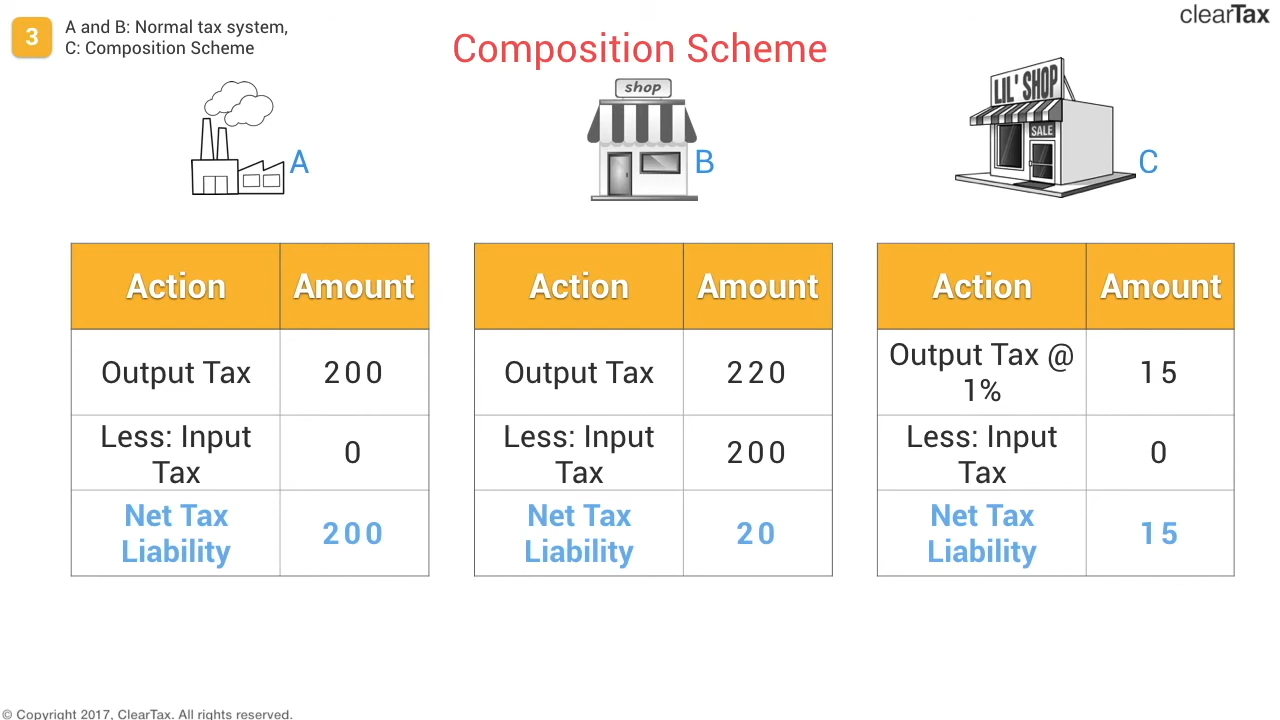 3
A and B: Normal tax system,
C: Composition Scheme
clearTax
Composition Scheme
A
shop
B
LIL' SHOP
SALE
C
Action Amount
Output Tax 200
Less: Input
Tax
0
Net Tax
Liability
200
Action Amount
Output Tax 220
Less: Input
Tax
200
Net Tax
Liability
20
Action Amount
Output Tax @
1%
15
Less: Input
Tax
0
Net Tax
Liability
15
© Copyright 2017, ClearTax. All rights reserved.